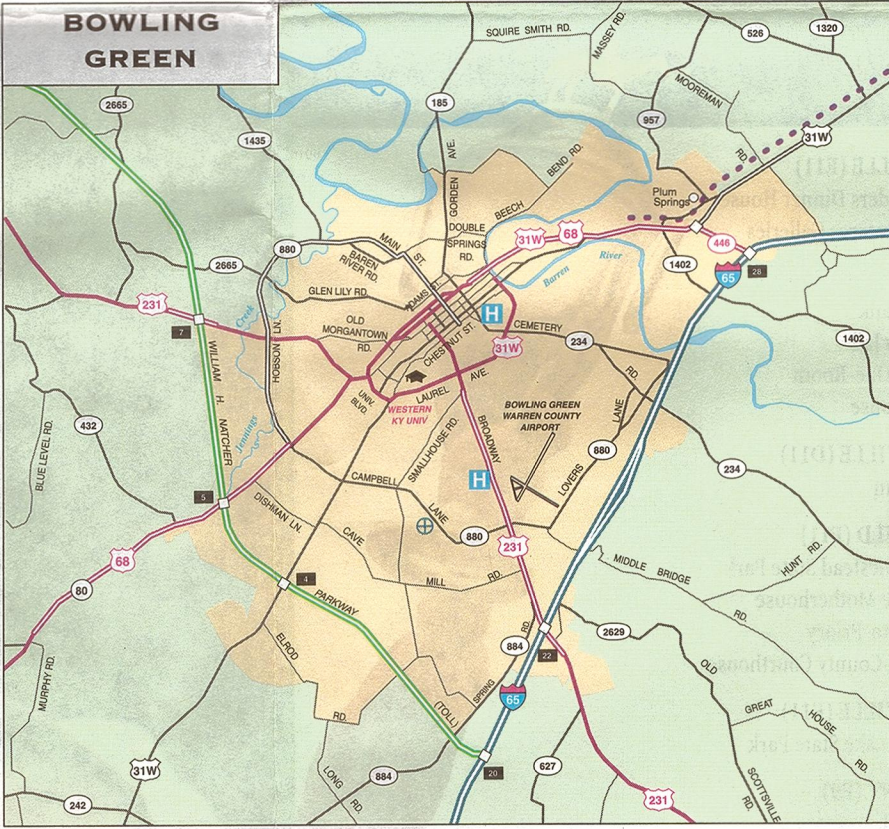 BOWLING
GREEN
SQUIRE SMITH RD.
MASSEY RD.
526
1320
2665
185
MOOREMAN
RD.
957
31W
1435
AVE.
GORDEN
BEND RD.
BEECH
DOUBLE
SPRINGS
RD.
Plum
Springs
31W
68
446
880
MAIN
ST.
BAREN
RIVER RD.
2665
GLEN LILY RD.
ADAMS ST.
Barren
River
1402
65
28
231
7
Creek
OLD
MORGANTOWN
RD.
H
CEMETERY
234
RD.
1402
CHESTNUT ST.
31W
HOBSON LN.
WILLIAM H. NATCHER
UNIV.
BLVD.
WESTERN
KY UNIV
LAUREL
AVE.
BOWLING GREEN
WARREN COUNTY
AIRPORT
LANE
880
LOVERS
BROADWAY
SMALLHOUSE RD.
Jennings
432
BLUE LEVEL RD.
234
CAMPBELL
LANE
H
5
DISHMAN LN.
CAVE
MILL
RD.
880
231
68
80
4
PARKWAY
(TOLL)
MIDDLE BRIDGE
RD.
HUNT RD.
2629
22
884
RD.
SPRING
65
ELROD
RD.
MURPHY RD.
OLD
SCOTTSVILLE
RD.
GREAT
HOUSE
RD.
31W
242
LONG
RD.
884
20
627
231